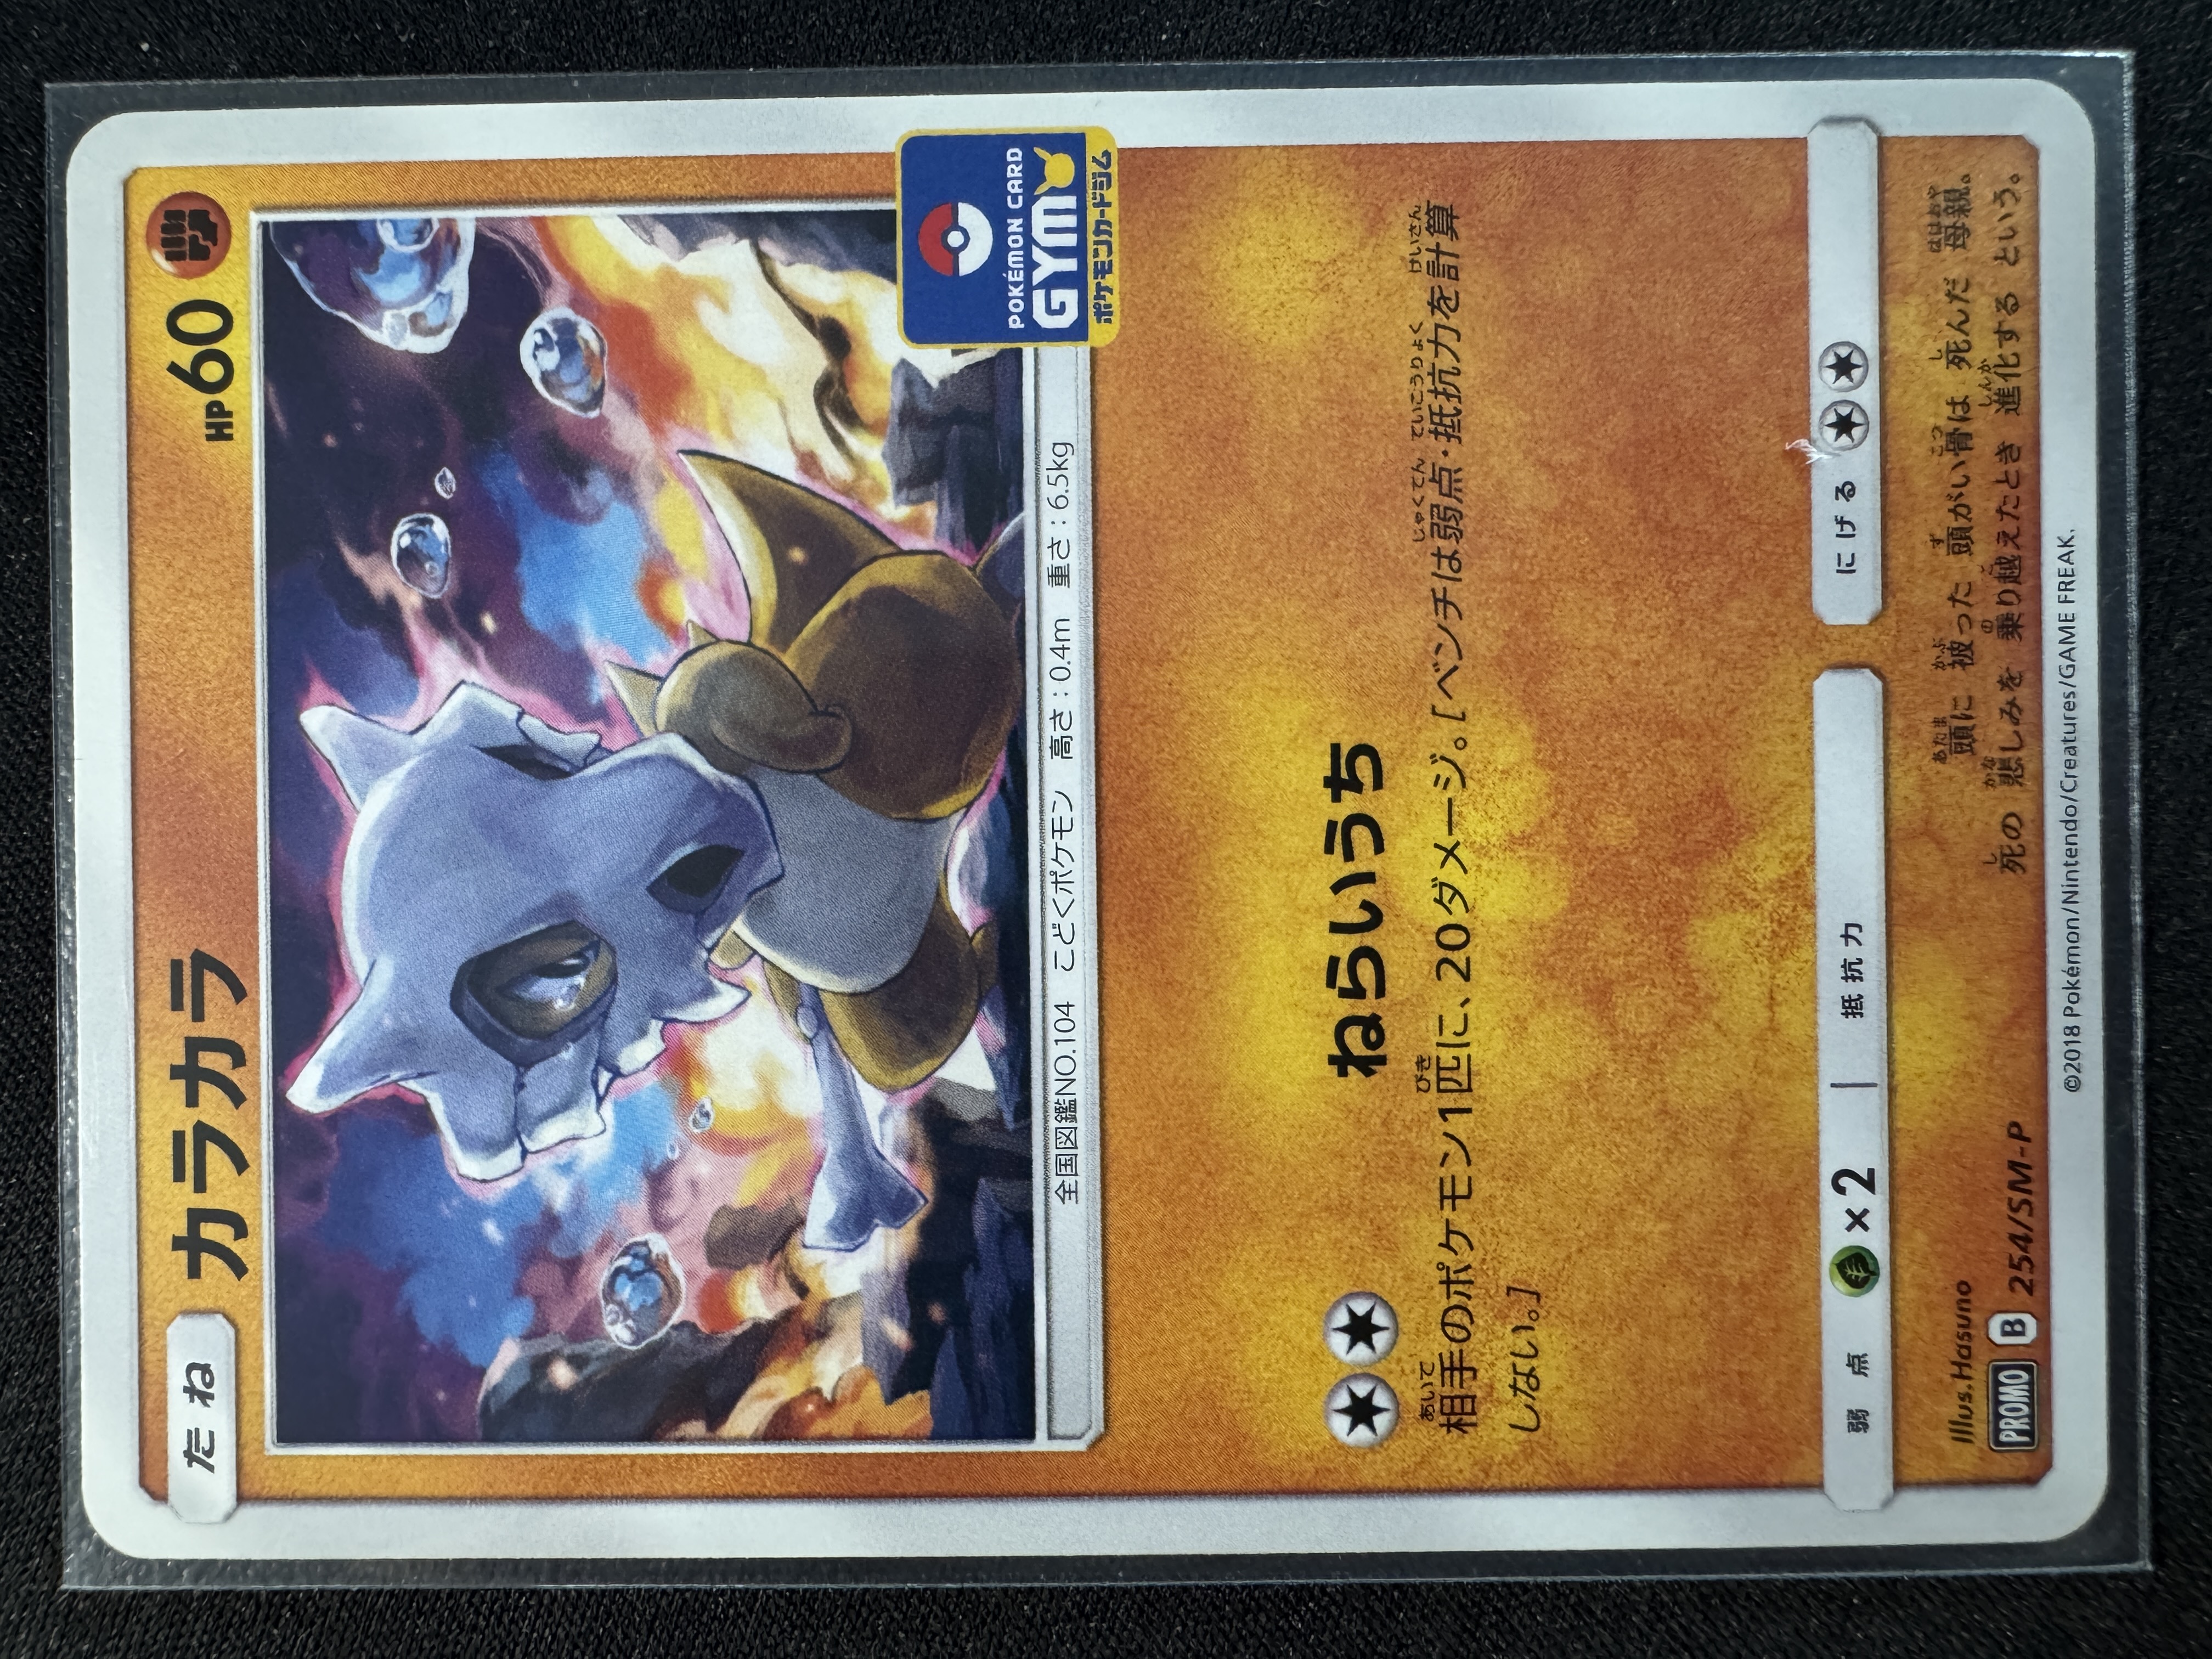 たね カラカラ HP60
全国図鑑NO.104 こどくポケモン 高さ:0.4m 重さ:6.5kg
POKÉMON CARD
GYM
ポケモンカードジム
ねらいうち
あいて びき じゃくてん ていこうりょく けいさん
相手のポケモン1匹に、20ダメージ。[ベンチは弱点・抵抗力を計算
しない。]
弱点 ×2 抵抗力 にげる
Illus.Hasuno
あたま かぶ ず こつ し ははおや
頭に 被った 頭がい骨は 死んだ 母親。
し かな の こ しんか
死の 悲しみを 乗り越えたとき 進化する という。
PROMO B 254/SM-P
©2018 Pokémon/Nintendo/Creatures/GAME FREAK.